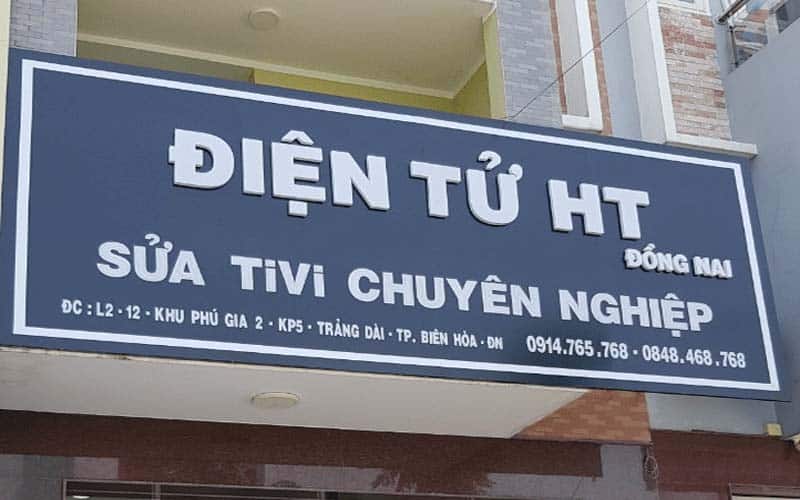 ĐIỆN TỬ HT
ĐỒNG NAI
SỬA TiVi CHUYÊN NGHIỆP
ĐC : L2 - 12 - KHU PHÚ GIA 2 - KP5 - TRẢNG DÀI - TP. BIÊN HÒA - ĐN 0914.765.768 - 0848.468.768